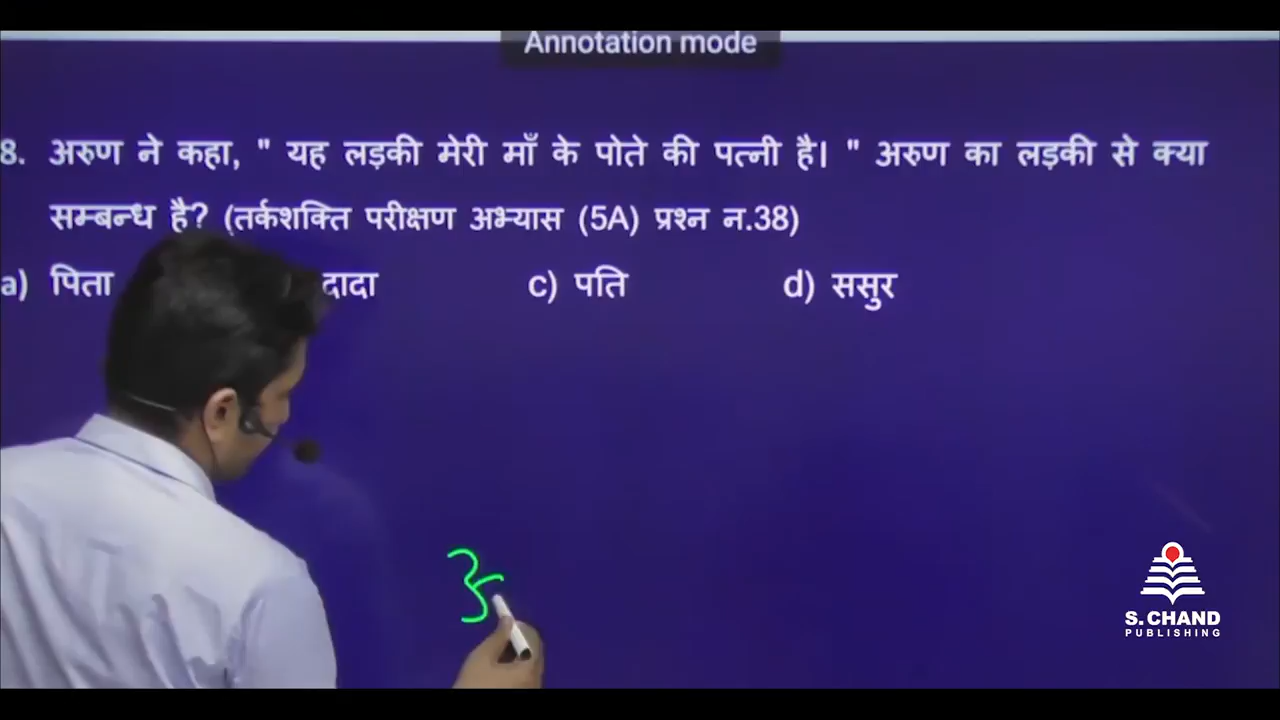 Annotation mode
8. अरुण ने कहा, " यह लड़की मेरी माँ के पोते की पत्नी है। " अरुण का लड़की से क्या
सम्बन्ध है? (तर्कशक्ति परीक्षण अभ्यास (5A) प्रश्न न.38)
a) पिता दादा c) पति d) ससुर
S. CHAND
PUBLISHING